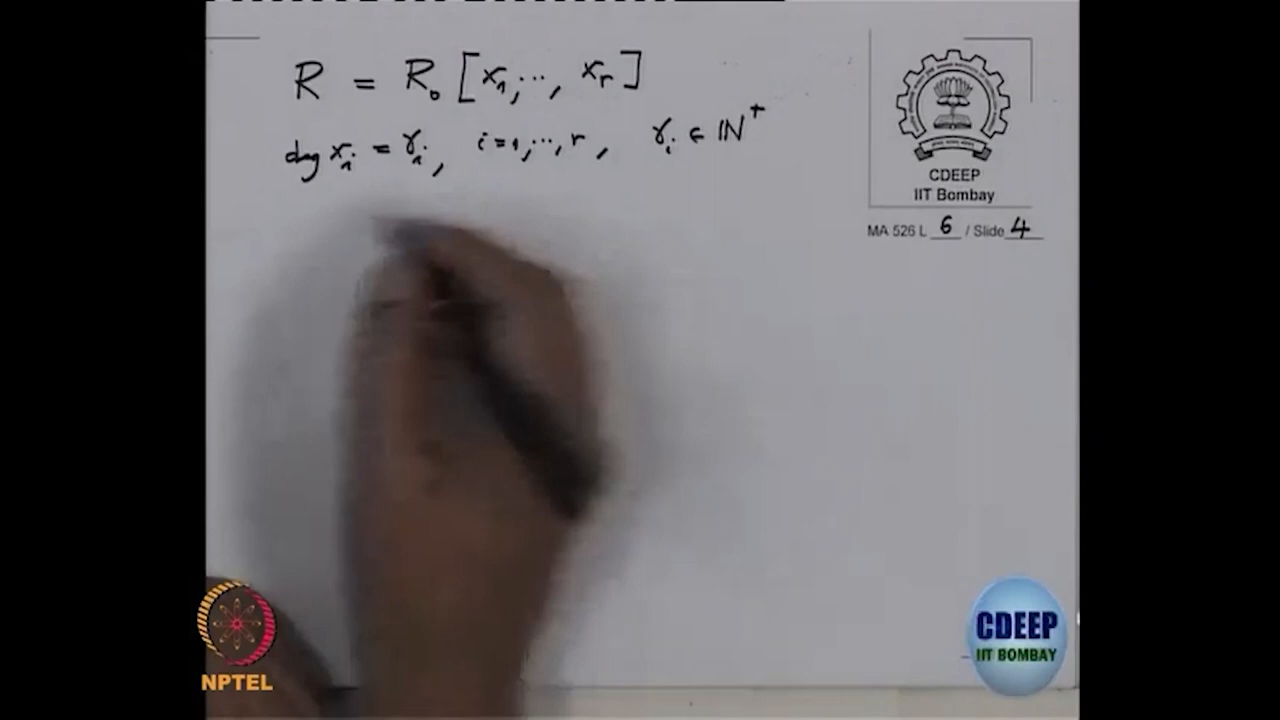 R = R₀ [x₁, ..., xᵣ]
deg xᵢ = γᵢ, i=1, ..., r, γᵢ ∈ ℕ⁺
CDEEP
IIT Bombay
MA 526 L 6 / Slide 4
NPTEL
CDEEP
IIT BOMBAY